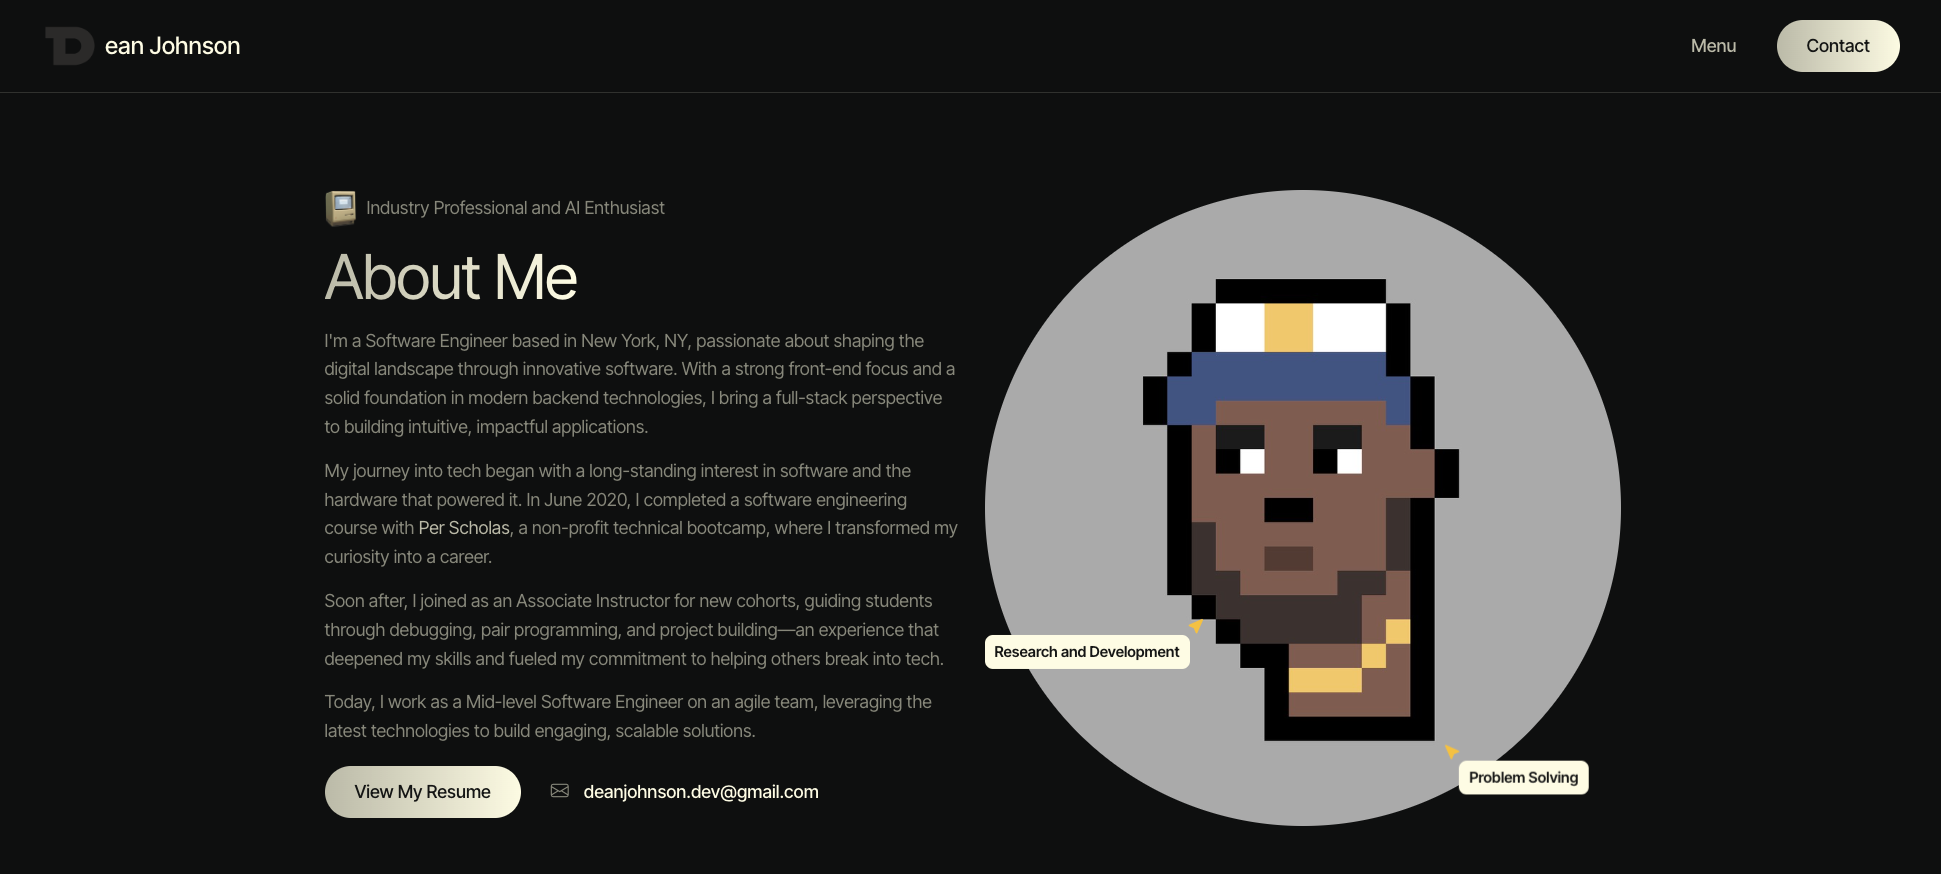 Dean Johnson
Menu
Contact
Industry Professional and AI Enthusiast
About Me
I'm a Software Engineer based in New York, NY, passionate about shaping the
digital landscape through innovative software. With a strong front-end focus and a
solid foundation in modern backend technologies, I bring a full-stack perspective
to building intuitive, impactful applications.
My journey into tech began with a long-standing interest in software and the
hardware that powered it. In June 2020, I completed a software engineering
course with Per Scholas, a non-profit technical bootcamp, where I transformed my
curiosity into a career.
Soon after, I joined as an Associate Instructor for new cohorts, guiding students
through debugging, pair programming, and project building—an experience that
deepened my skills and fueled my commitment to helping others break into tech.
Today, I work as a Mid-level Software Engineer on an agile team, leveraging the
latest technologies to build engaging, scalable solutions.
View My Resume
deanjohnson.dev@gmail.com
Research and Development
Problem Solving